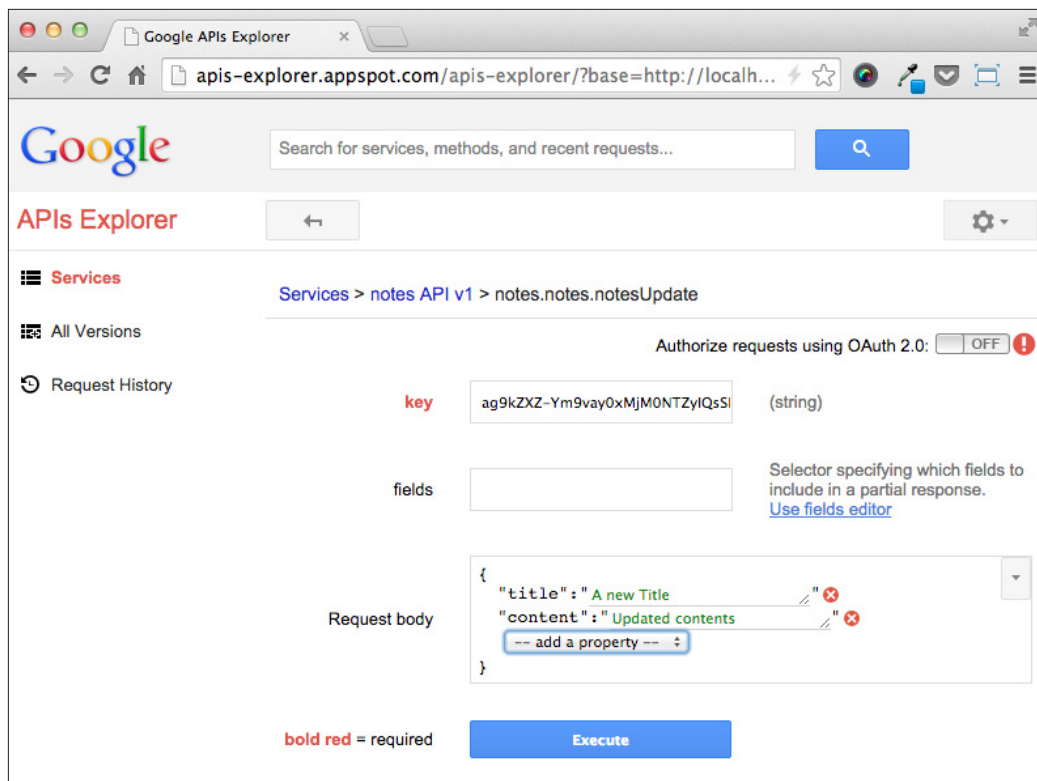 Google APIs Explorer
apis-explorer.appspot.com/apis-explorer/?base=http://localh...
Google
Search for services, methods, and recent requests...
APIs Explorer
Services
All Versions
Request History
Services > notes API v1 > notes.notes.notesUpdate
Authorize requests using OAuth 2.0: OFF
key
ag9kZXZ-Ym9vay0xMjM0NTZyIQsSI
(string)
fields
Selector specifying which fields to
include in a partial response.
Use fields editor
Request body
{
"title":"A new Title"
"content":"Updated contents"
-- add a property --
}
bold red = required
Execute